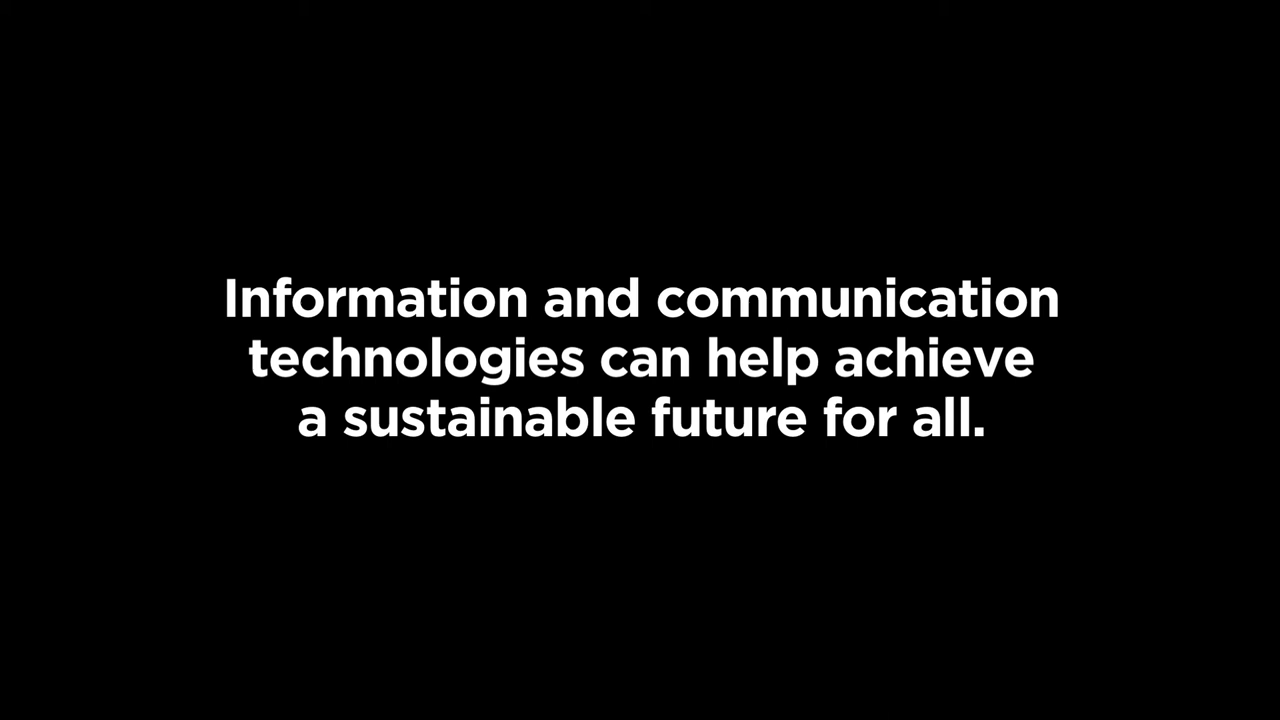 Information and communication
technologies can help achieve
a sustainable future for all.